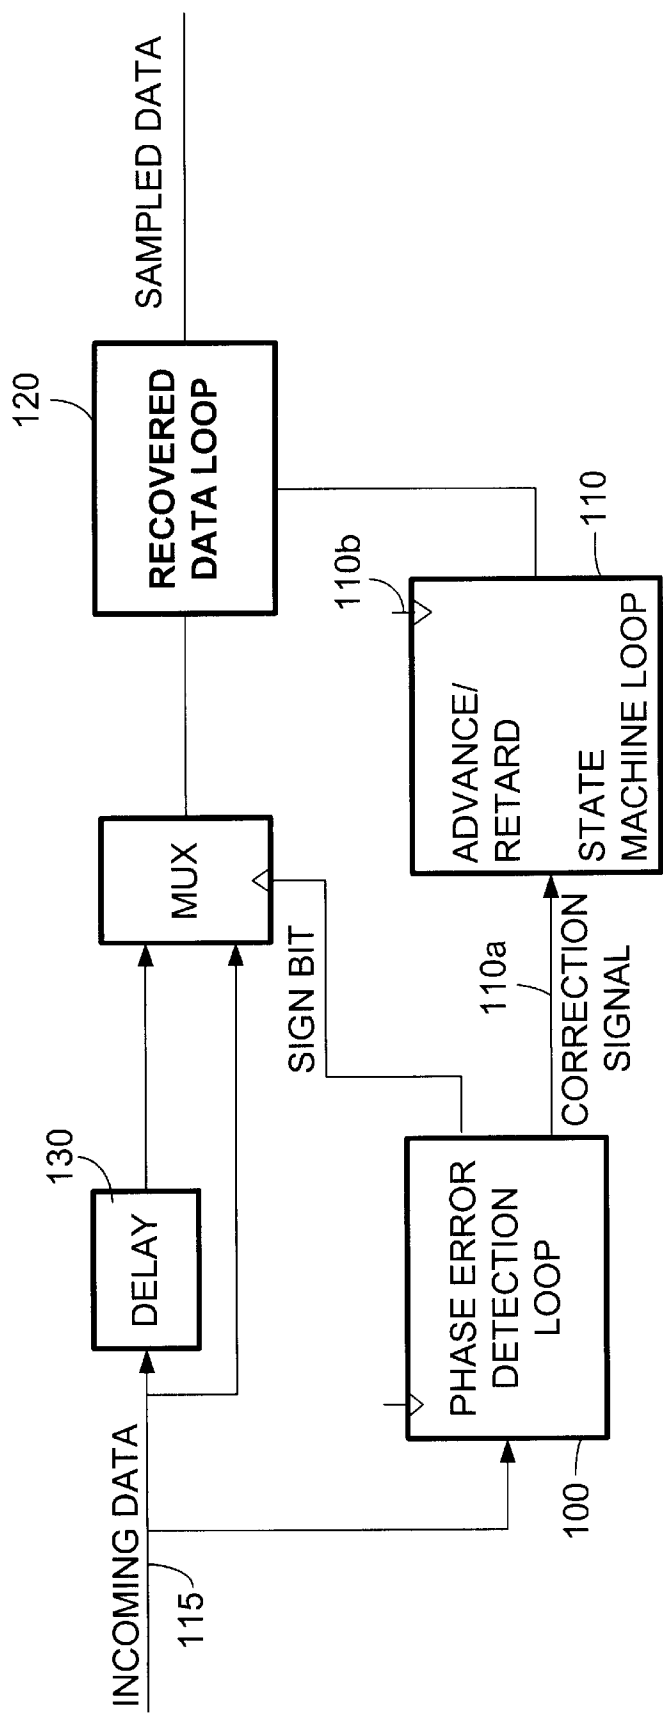 INCOMING DATA
115
DELAY
130
MUX
RECOVERED
DATA LOOP
120
SAMPLED DATA
SIGN BIT
PHASE ERROR
DETECTION
LOOP
100
110a
CORRECTION
SIGNAL
ADVANCE/
RETARD
STATE
MACHINE LOOP
110b
110